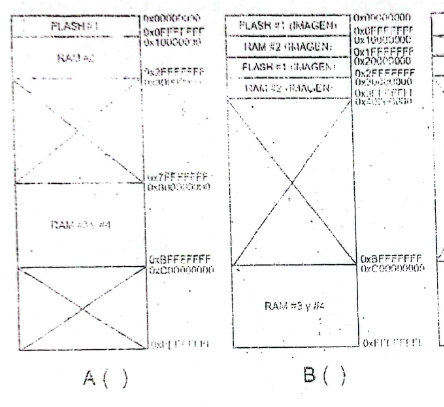 FLASH #1
0x00000000
0x0FFFFFFF
0x10000000
RAM #2
0x2FFFFFFF
0x7FFFFFFF
0x80000000
RAM #3 y #4
0xBFFFFFFF
0xC0000000
0xFFFFFFFF
A ( )
FLASH #1 (IMAGEN)
0x00000000
0x0FFFFFFF
0x10000000
RAM #2 (IMAGEN)
0x1FFFFFFF
0x20000000
FLASH #1 (IMAGEN)
0x2FFFFFFF
RAM #2 (IMAGEN)
0x3FFFFFFF
0x40000000
0xBFFFFFFF
0xC0000000
RAM #3 y #4
0xFFFFFFFF
B ( )